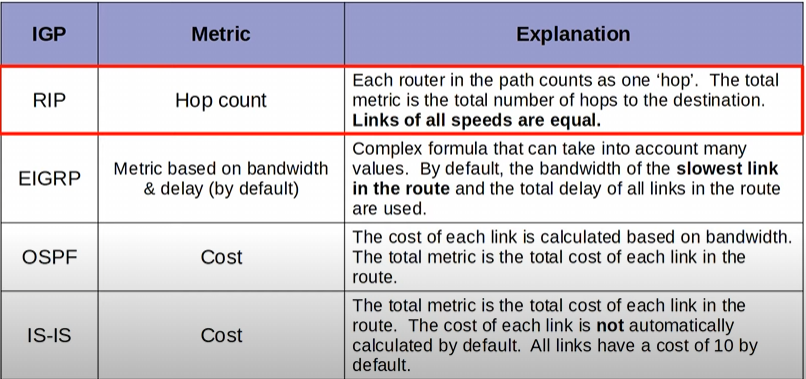 IGP
Metric
Explanation
RIP
Hop count
Each router in the path counts as one ‘hop’.  The total
metric is the total number of hops to the destination.
Links of all speeds are equal.
EIGRP
Metric based on bandwidth
& delay (by default)
Complex formula that can take into account many
values.  By default, the bandwidth of the slowest link
in the route and the total delay of all links in the route
are used.
OSPF
Cost
The cost of each link is calculated based on bandwidth.
The total metric is the total cost of each link in the
route.
IS-IS
Cost
The total metric is the total cost of each link in the
route.  The cost of each link is not automatically
calculated by default.  All links have a cost of 10 by
default.